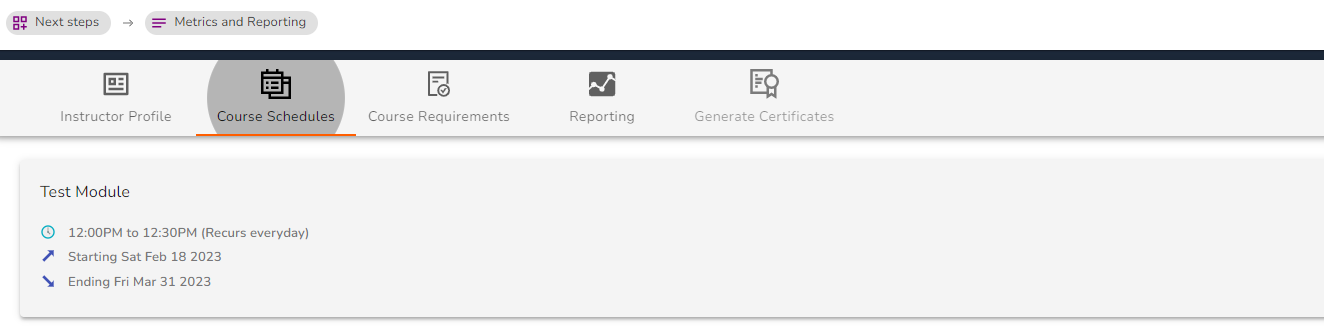 Next steps → Metrics and Reporting
Instructor Profile Course Schedules Course Requirements Reporting Generate Certificates
Test Module
12:00PM to 12:30PM (Recurs everyday)
Starting Sat Feb 18 2023
Ending Fri Mar 31 2023